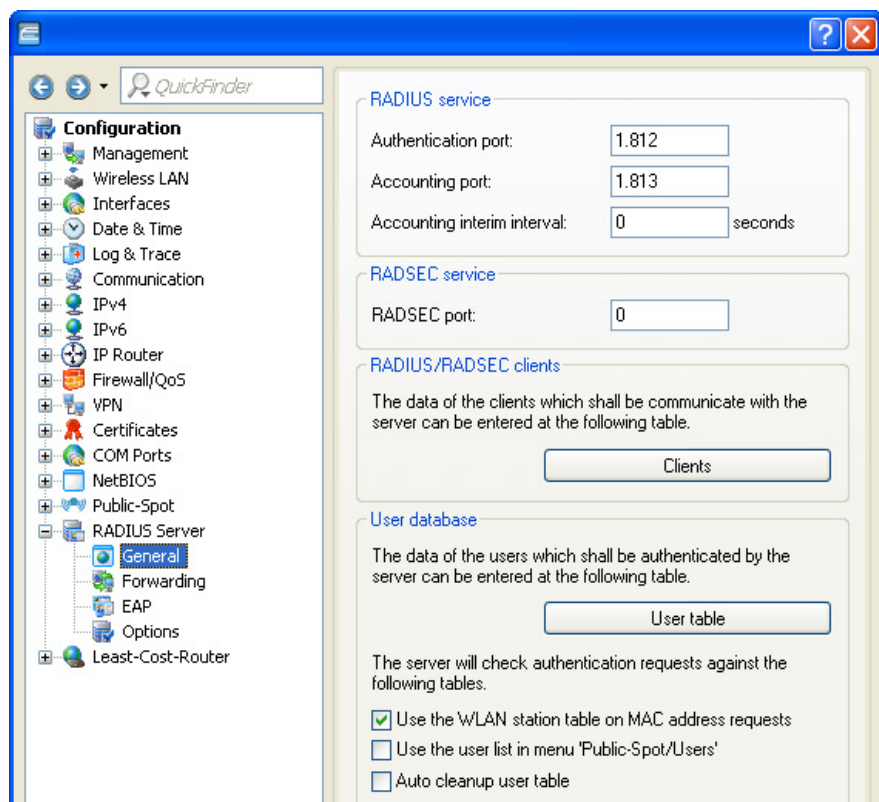 ?
QuickFinder
Configuration
Management
Wireless LAN
Interfaces
Date & Time
Log & Trace
Communication
IPv4
IPv6
IP Router
Firewall/QoS
VPN
Certificates
COM Ports
NetBIOS
Public-Spot
RADIUS Server
General
Forwarding
EAP
Options
Least-Cost-Router
RADIUS service
Authentication port: 1.812
Accounting port: 1.813
Accounting interim interval: 0 seconds
RADSEC service
RADSEC port: 0
RADIUS/RADSEC clients
The data of the clients which shall be communicate with the
server can be entered at the following table.
Clients
User database
The data of the users which shall be authenticated by the
server can be entered at the following table.
User table
The server will check authentication requests against the
following tables.
Use the WLAN station table on MAC address requests
Use the user list in menu 'Public-Spot/Users'
Auto cleanup user table